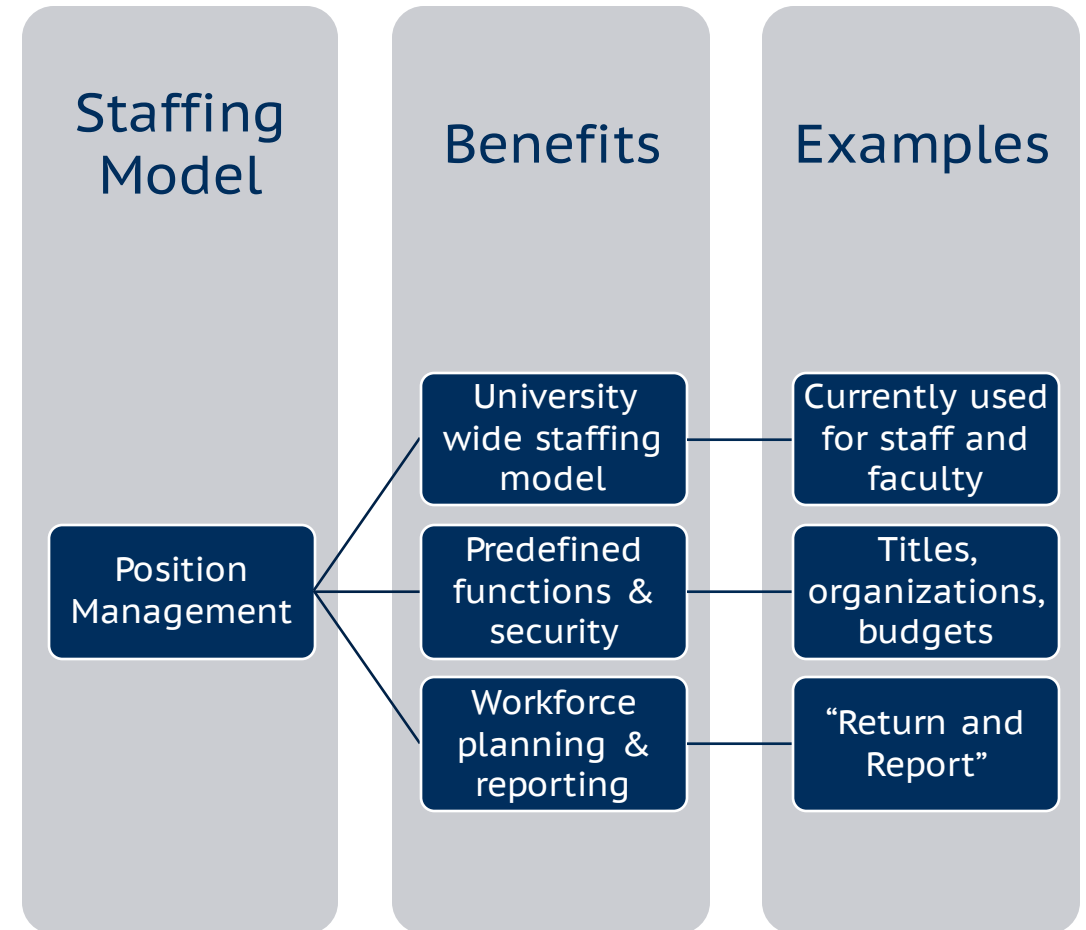 Staffing
Model
Benefits
Examples
Position
Management
University
wide staffing
model
Currently used
for staff and
faculty
Predefined
functions & 
security
Titles,
organizations,
budgets
Workforce
planning & 
reporting
“Return and
Report”